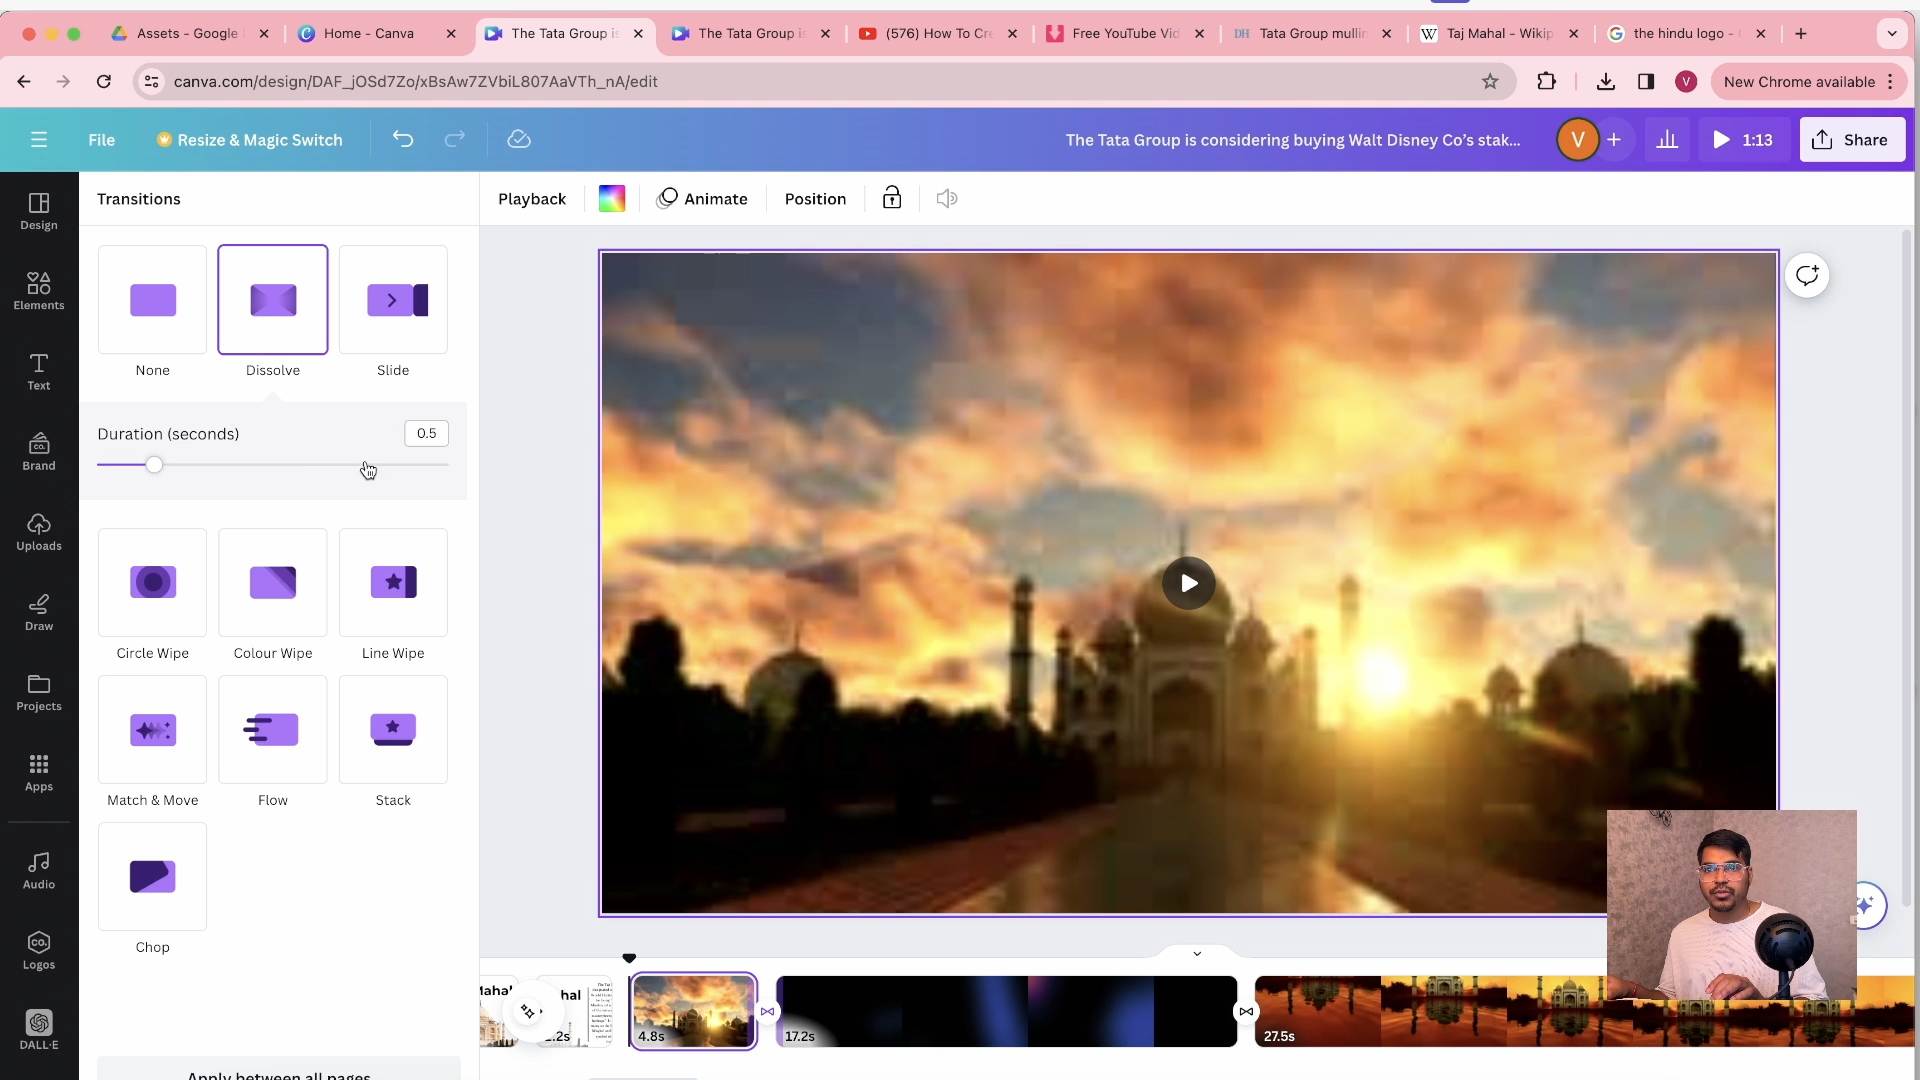 Assets - Google
Home - Canva
The Tata Group is
The Tata Group is
(576) How To Cre
Free YouTube Vid
DH
Tata Group mullin
W
Taj Mahal - Wikip
the hindu logo -
canva.com/design/DAF_jOSd7Zo/xBsAw7ZVbiL807AaVTh_nA/edit
V
New Chrome available
File
Resize & Magic Switch
The Tata Group is considering buying Walt Disney Co’s stak...
V
1:13
Share
Design
Elements
Text
Brand
Uploads
Draw
Projects
Apps
Audio
Logos
DALL·E
Transitions
None
Dissolve
Slide
Duration (seconds)
0.5
Circle Wipe
Colour Wipe
Line Wipe
Match & Move
Flow
Stack
Chop
Apply between all pages
Playback
Animate
Position
4.8s
17.2s
27.5s